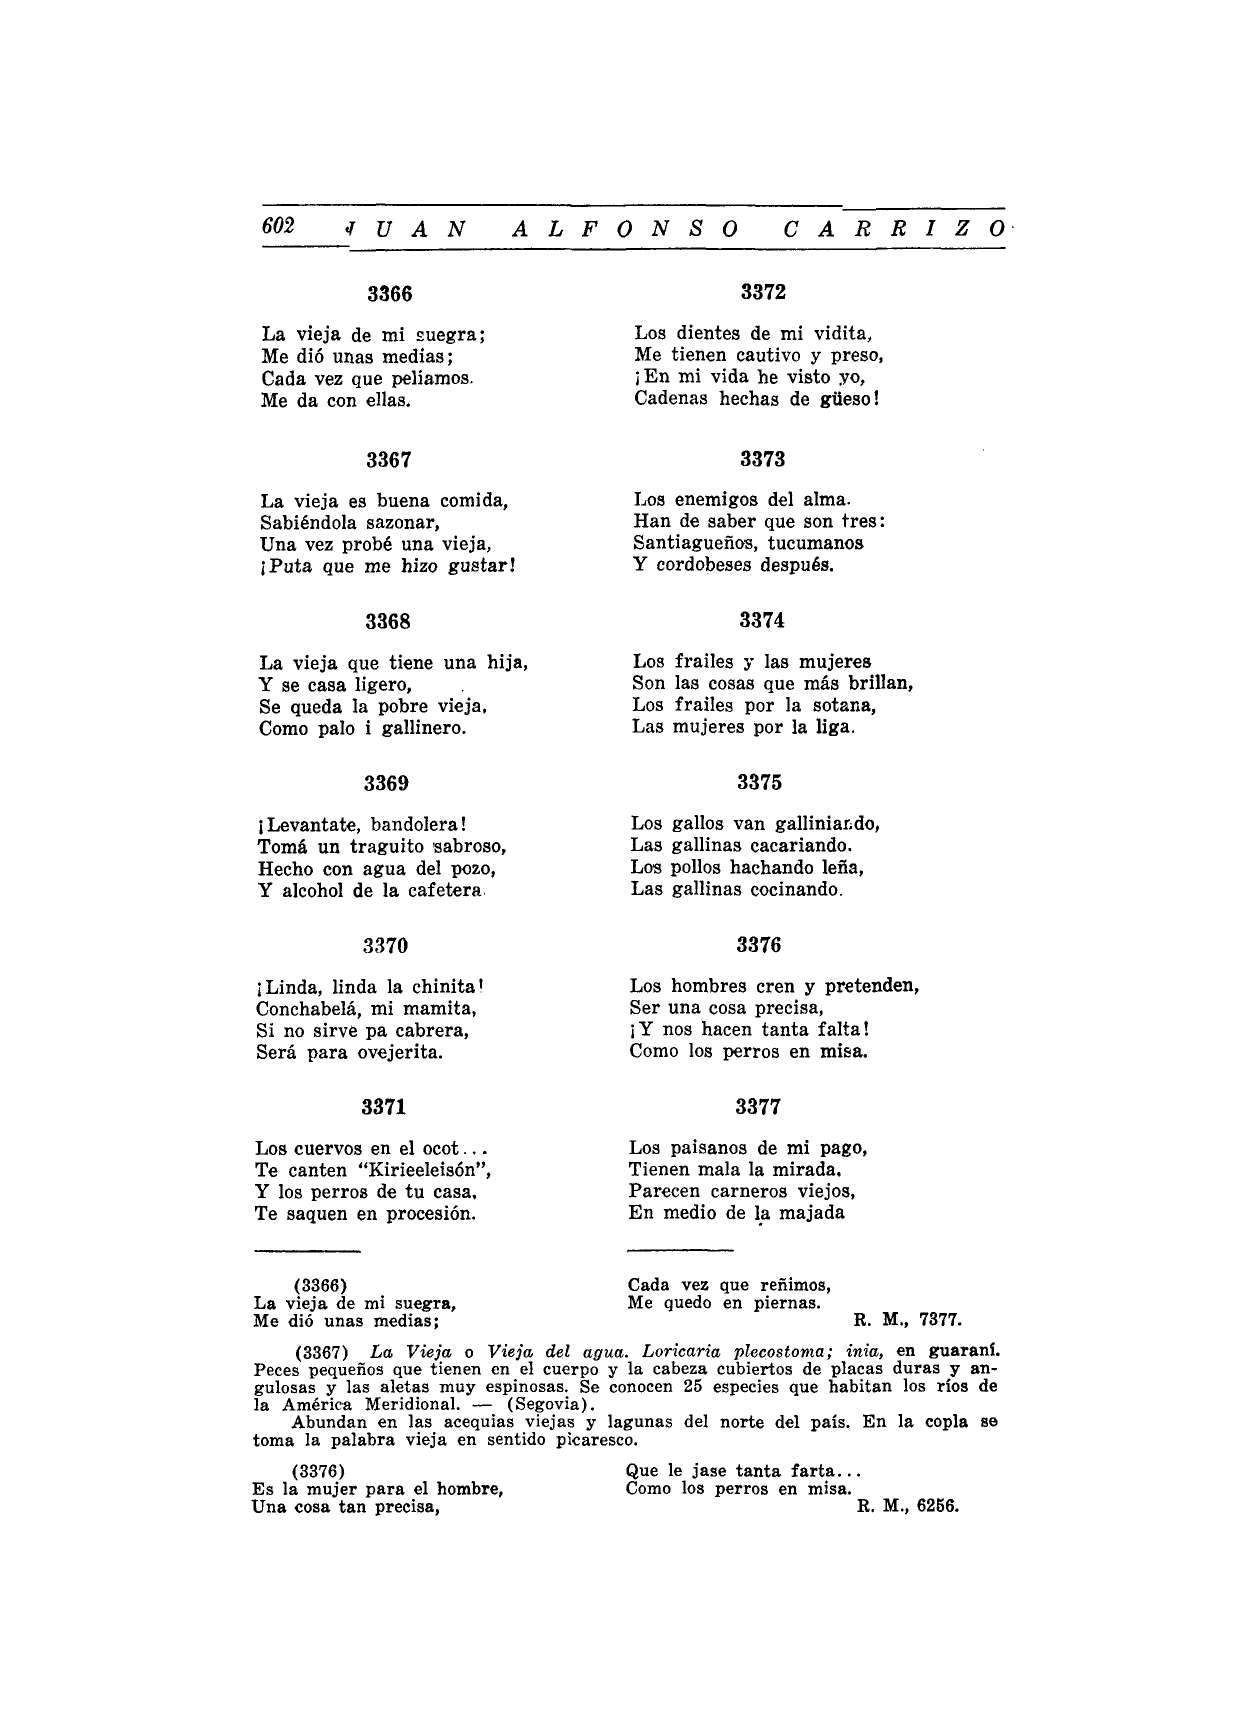 602 JUAN ALFONSO CARRIZO
3366
La vieja de mi suegra;
Me dió unas medias;
Cada vez que peliamos.
Me da con ellas.
3367
La vieja es buena comida,
Sabiéndola sazonar,
Una vez probé una vieja,
¡Puta que me hizo gustar!
3368
La vieja que tiene una hija,
Y se casa ligero,
Se queda la pobre vieja.
Como palo i gallinero.
3369
¡Levantate, bandolera!
Tomá un traguito sabroso,
Hecho con agua del pozo,
Y alcohol de la cafetera.
3370
¡Linda, linda la chinita!
Conchabelá, mi mamita,
Si no sirve pa cabrera,
Será para ovejerita.
3371
Los cuervos en el ocot...
Te canten “Kirieeleisón”,
Y los perros de tu casa.
Te saquen en procesión.
3372
Los dientes de mi vidita,
Me tienen cautivo y preso,
¡En mi vida he visto yo,
Cadenas hechas de güeso!
3373
Los enemigos del alma.
Han de saber que son tres:
Santiagueños, tucumanos
Y cordobeses después.
3374
Los frailes y las mujeres
Son las cosas que más brillan,
Los frailes por la sotana,
Las mujeres por la liga.
3375
Los gallos van galliniando,
Las gallinas cacariando.
Los pollos hachando leña,
Las gallinas cocinando.
3376
Los hombres cren y pretenden,
Ser una cosa precisa,
¡Y nos hacen tanta falta!
Como los perros en misa.
3377
Los paisanos de mi pago,
Tienen mala la mirada.
Parecen carneros viejos,
En medio de la majada
(3366)
La vieja de mi suegra,
Me dió unas medias;
Cada vez que reñimos,
Me quedo en piernas.
R. M., 7377.
(3367) La Vieja o Vieja del agua. Loricaria plecostoma; inia, en guaraní.
Peces pequeños que tienen en el cuerpo y la cabeza cubiertos de placas duras y an-
gulosas y las aletas muy espinosas. Se conocen 25 especies que habitan los ríos de
la América Meridional. — (Segovia).
Abundan en las acequias viejas y lagunas del norte del país. En la copla se
toma la palabra vieja en sentido picaresco.
(3376)
Es la mujer para el hombre,
Una cosa tan precisa,
Que le jase tanta farta...
Como los perros en misa.
R. M., 6256.